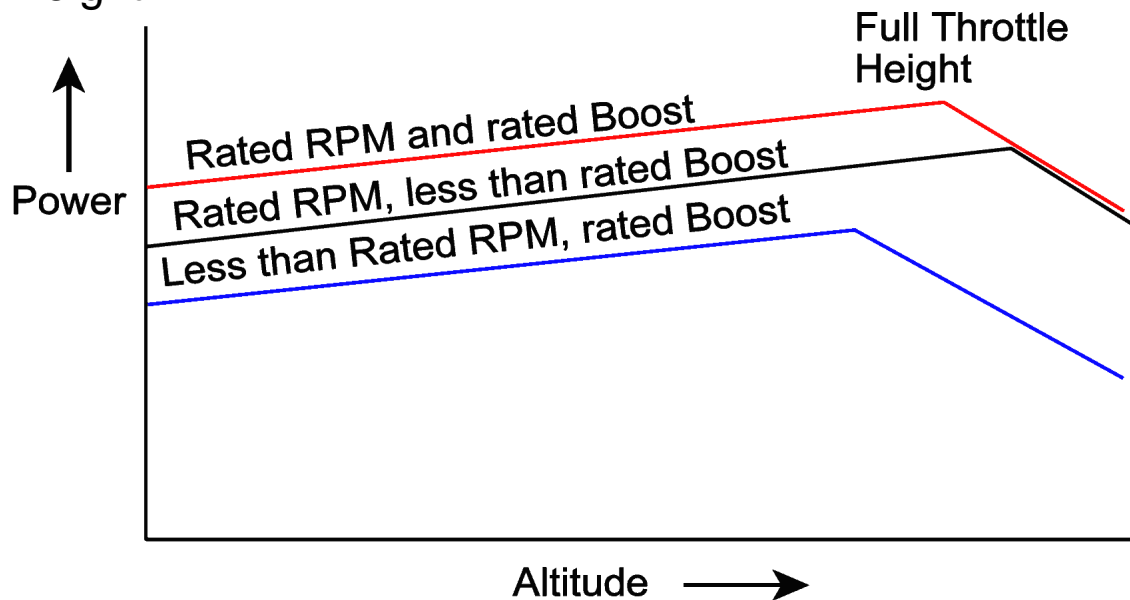 Full Throttle
Height
Rated RPM and rated Boost
Rated RPM, less than rated Boost
Power
Less than Rated RPM, rated Boost
Altitude